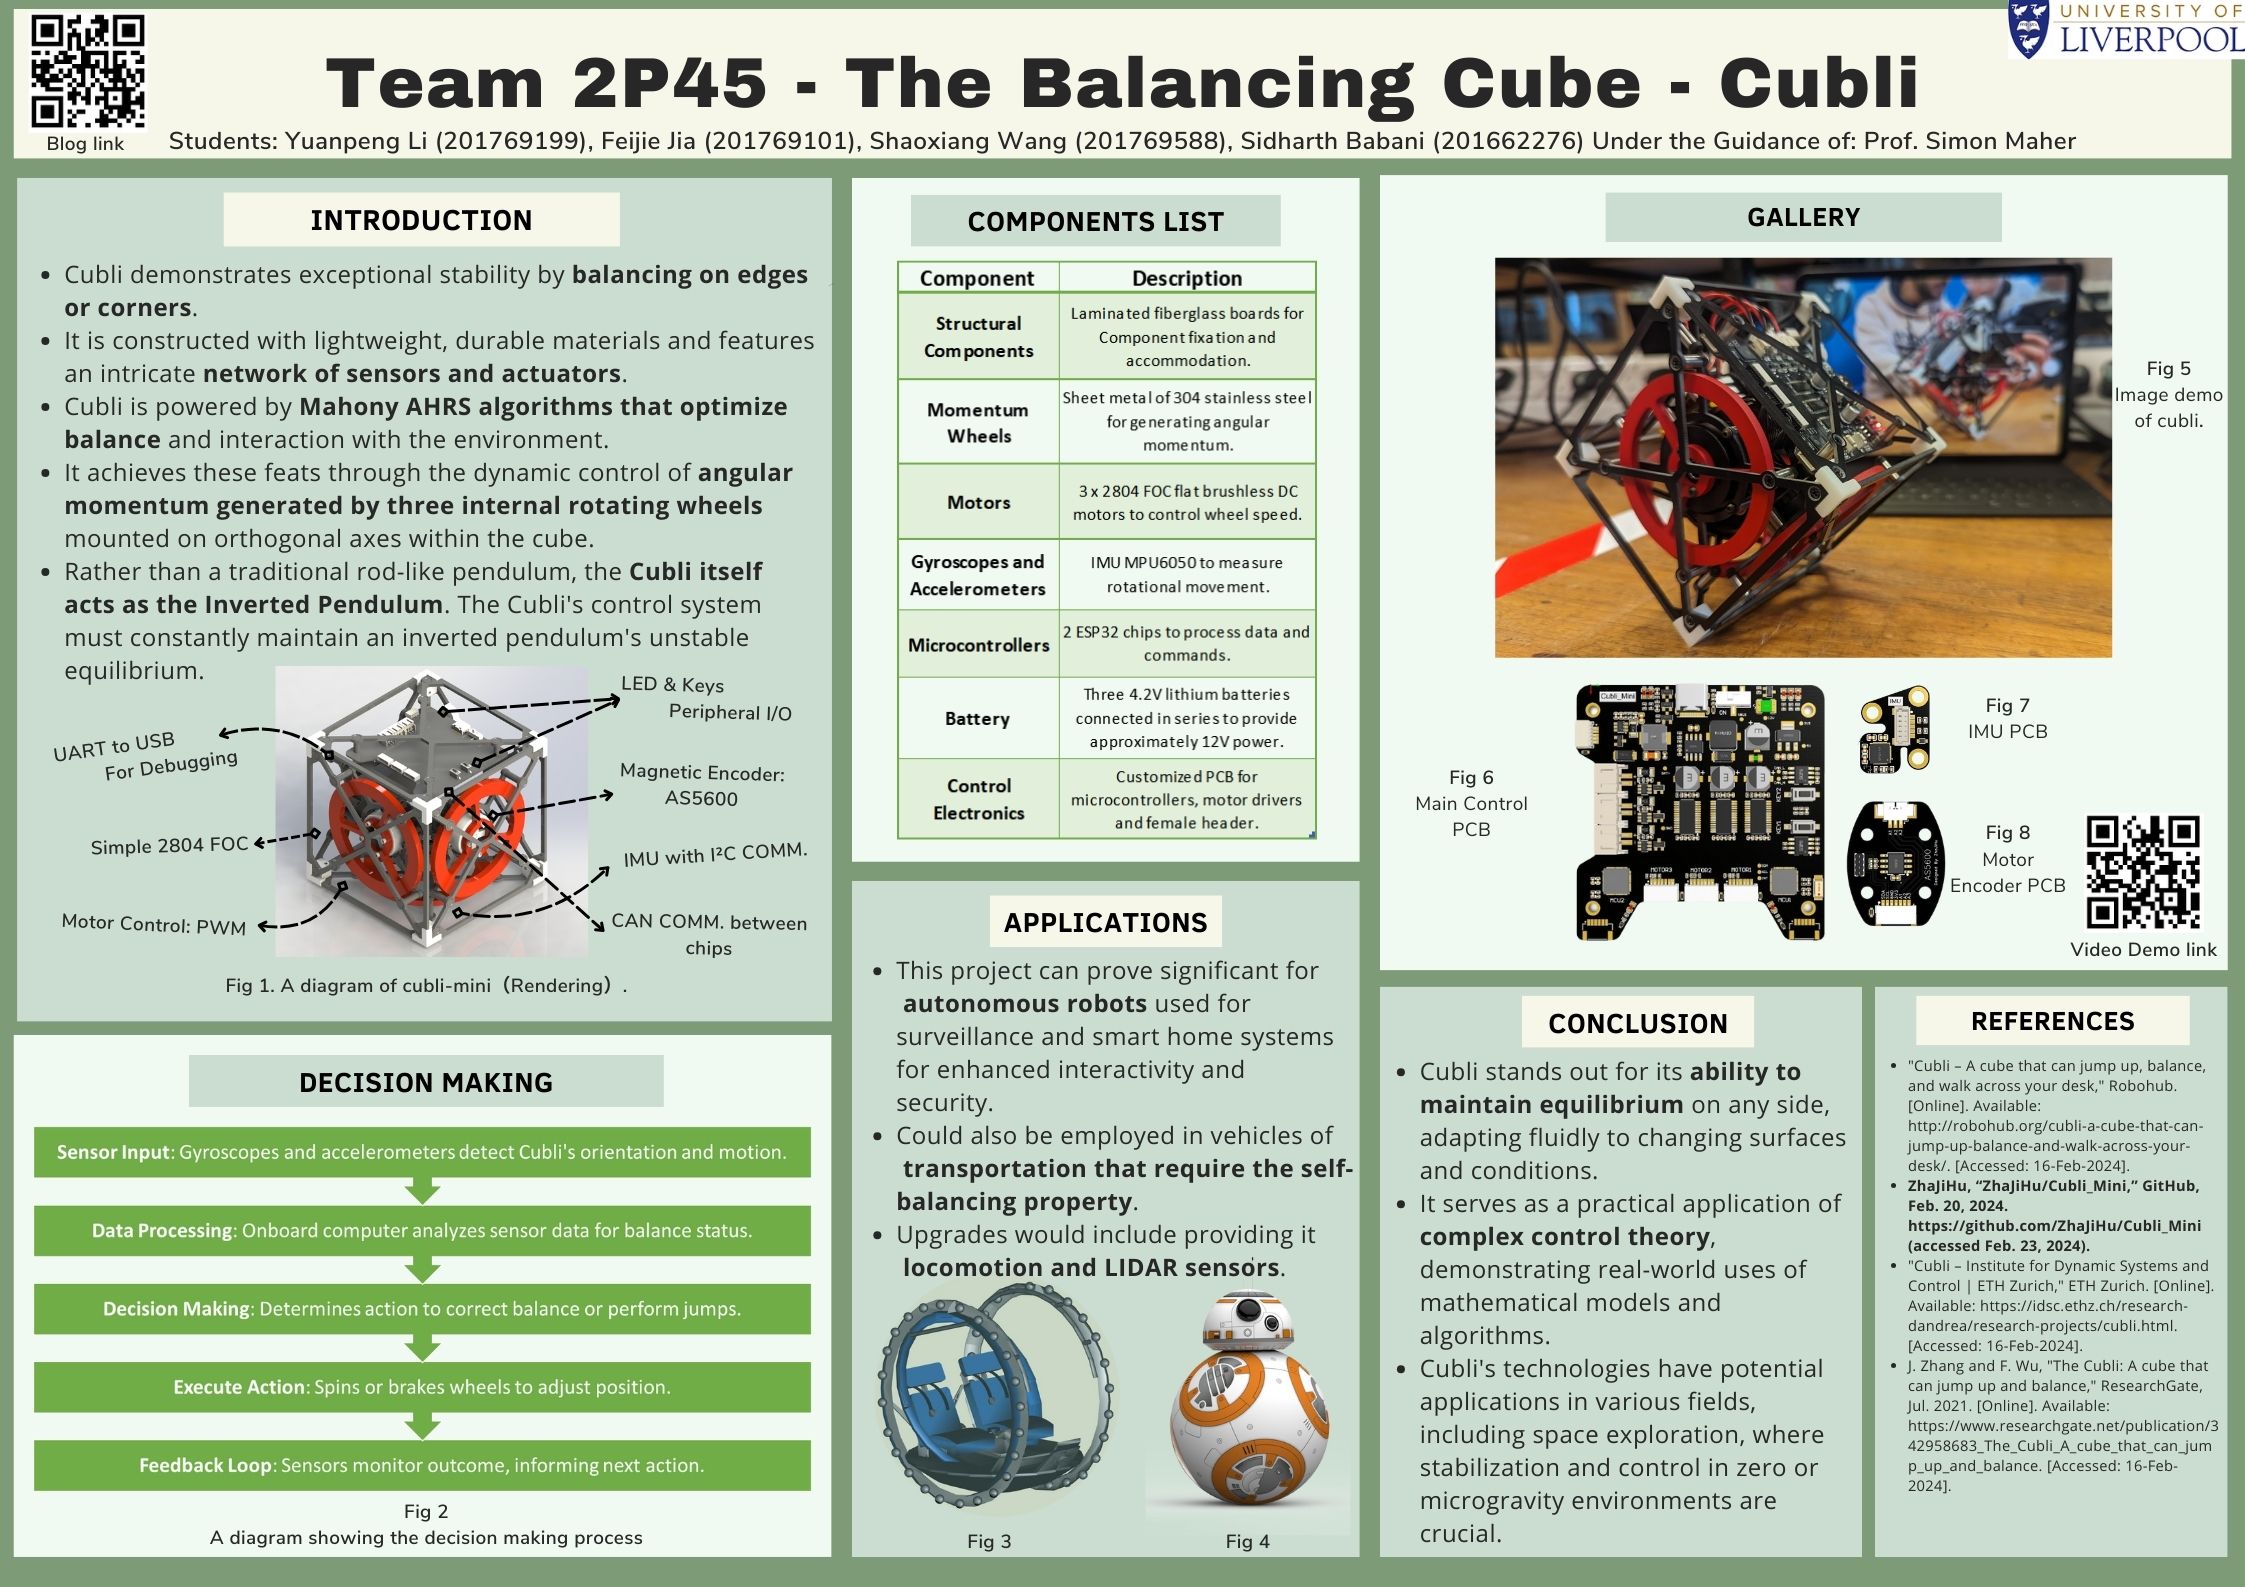 UNIVERSITY OF
LIVERPOOL
Team 2P45 - The Balancing Cube - Cubli
Blog link
Students: Yuanpeng Li (201769199), Feijie Jia (201769101), Shaoxiang Wang (201769588), Sidharth Babani (201662276) Under the Guidance of: Prof. Simon Maher
INTRODUCTION
• Cubli demonstrates exceptional stability by balancing on edges
or corners.
• It is constructed with lightweight, durable materials and features
an intricate network of sensors and actuators.
• Cubli is powered by Mahony AHRS algorithms that optimize
balance and interaction with the environment.
• It achieves these feats through the dynamic control of angular
momentum generated by three internal rotating wheels
mounted on orthogonal axes within the cube.
• Rather than a traditional rod-like pendulum, the Cubli itself
acts as the Inverted Pendulum. The Cubli's control system
must constantly maintain an inverted pendulum's unstable
equilibrium.
UART to USB
For Debugging
Simple 2804 FOC
Motor Control: PWM
LED & Keys
Peripheral I/O
Magnetic Encoder:
AS5600
IMU with I²C COMM.
CAN COMM. between
chips
Fig 1. A diagram of cubli-mini（Rendering）.
DECISION MAKING
Sensor Input: Gyroscopes and accelerometers detect Cubli's orientation and motion.
Data Processing: Onboard computer analyzes sensor data for balance status.
Decision Making: Determines action to correct balance or perform jumps.
Execute Action: Spins or brakes wheels to adjust position.
Feedback Loop: Sensors monitor outcome, informing next action.
Fig 2
A diagram showing the decision making process
COMPONENTS LIST
Component Description
Structural
Components
Laminated fiberglass boards for
Component fixation and
accommodation.
Momentum
Wheels
Sheet metal of 304 stainless steel
for generating angular
momentum.
Motors
3 x 2804 FOC flat brushless DC
motors to control wheel speed.
Gyroscopes and
Accelerometers
IMU MPU6050 to measure
rotational movement.
Microcontrollers
2 ESP32 chips to process data and
commands.
Battery
Three 4.2V lithium batteries
connected in series to provide
approximately 12V power.
Control
Electronics
Customized PCB for
microcontrollers, motor drivers
and female header.
APPLICATIONS
• This project can prove significant for
autonomous robots used for
surveillance and smart home systems
for enhanced interactivity and
security.
• Could also be employed in vehicles of
transportation that require the self-
balancing property.
• Upgrades would include providing it
locomotion and LIDAR sensors.
Fig 3
Fig 4
GALLERY
Fig 5
Image demo
of cubli.
Fig 6
Main Control
PCB
Cubli_Mini
ON
KEY2
KEY1
MOTOR3 MOTOR2 MOTOR1
MCU2
MCU1
IMU
Fig 7
IMU PCB
AS5600
Fig 8
Motor
Encoder PCB
Video Demo link
CONCLUSION
• Cubli stands out for its ability to
maintain equilibrium on any side,
adapting fluidly to changing surfaces
and conditions.
• It serves as a practical application of
complex control theory,
demonstrating real-world uses of
mathematical models and
algorithms.
• Cubli's technologies have potential
applications in various fields,
including space exploration, where
stabilization and control in zero or
microgravity environments are
crucial.
REFERENCES
• "Cubli – A cube that can jump up, balance,
and walk across your desk," Robohub.
[Online]. Available:
http://robohub.org/cubli-a-cube-that-can-
jump-up-balance-and-walk-across-your-
desk/. [Accessed: 16-Feb-2024].
• ZhaJiHu, “ZhaJiHu/Cubli_Mini,” GitHub,
Feb. 20, 2024.
https://github.com/ZhaJiHu/Cubli_Mini
(accessed Feb. 23, 2024).
• "Cubli – Institute for Dynamic Systems and
Control | ETH Zurich," ETH Zurich. [Online].
Available: https://idsc.ethz.ch/research-
dandrea/research-projects/cubli.html.
[Accessed: 16-Feb-2024].
• J. Zhang and F. Wu, "The Cubli: A cube that
can jump up and balance," ResearchGate,
Jul. 2021. [Online]. Available:
https://www.researchgate.net/publication/3
42958683_The_Cubli_A_cube_that_can_jum
p_up_and_balance. [Accessed: 16-Feb-
2024].